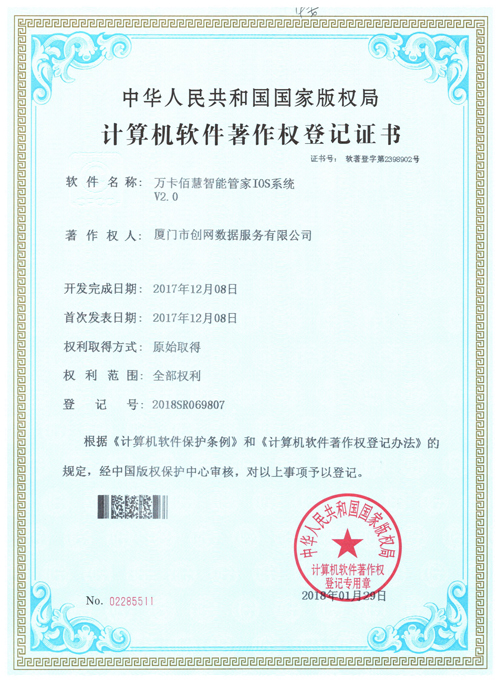 中华人民共和国国家版权局
计算机软件著作权登记证书
证书号： 软著登字第2398902号
软 件 名 称： 万卡佰慧智能管家IOS系统
V2.0
著 作 权 人： 厦门市创网数据服务有限公司
开发完成日期： 2017年12月08日
首次发表日期： 2017年12月08日
权利取得方式： 原始取得
权 利 范 围： 全部权利
登 记 号： 2018SR069807
根据《计算机软件保护条例》和《计算机软件著作权登记办法》的
规定，经中国版权保护中心审核，对以上事项予以登记。
中华人民共和国国家版权局
计算机软件著作权
登记专用章
2018年01月29日
No. 02285511